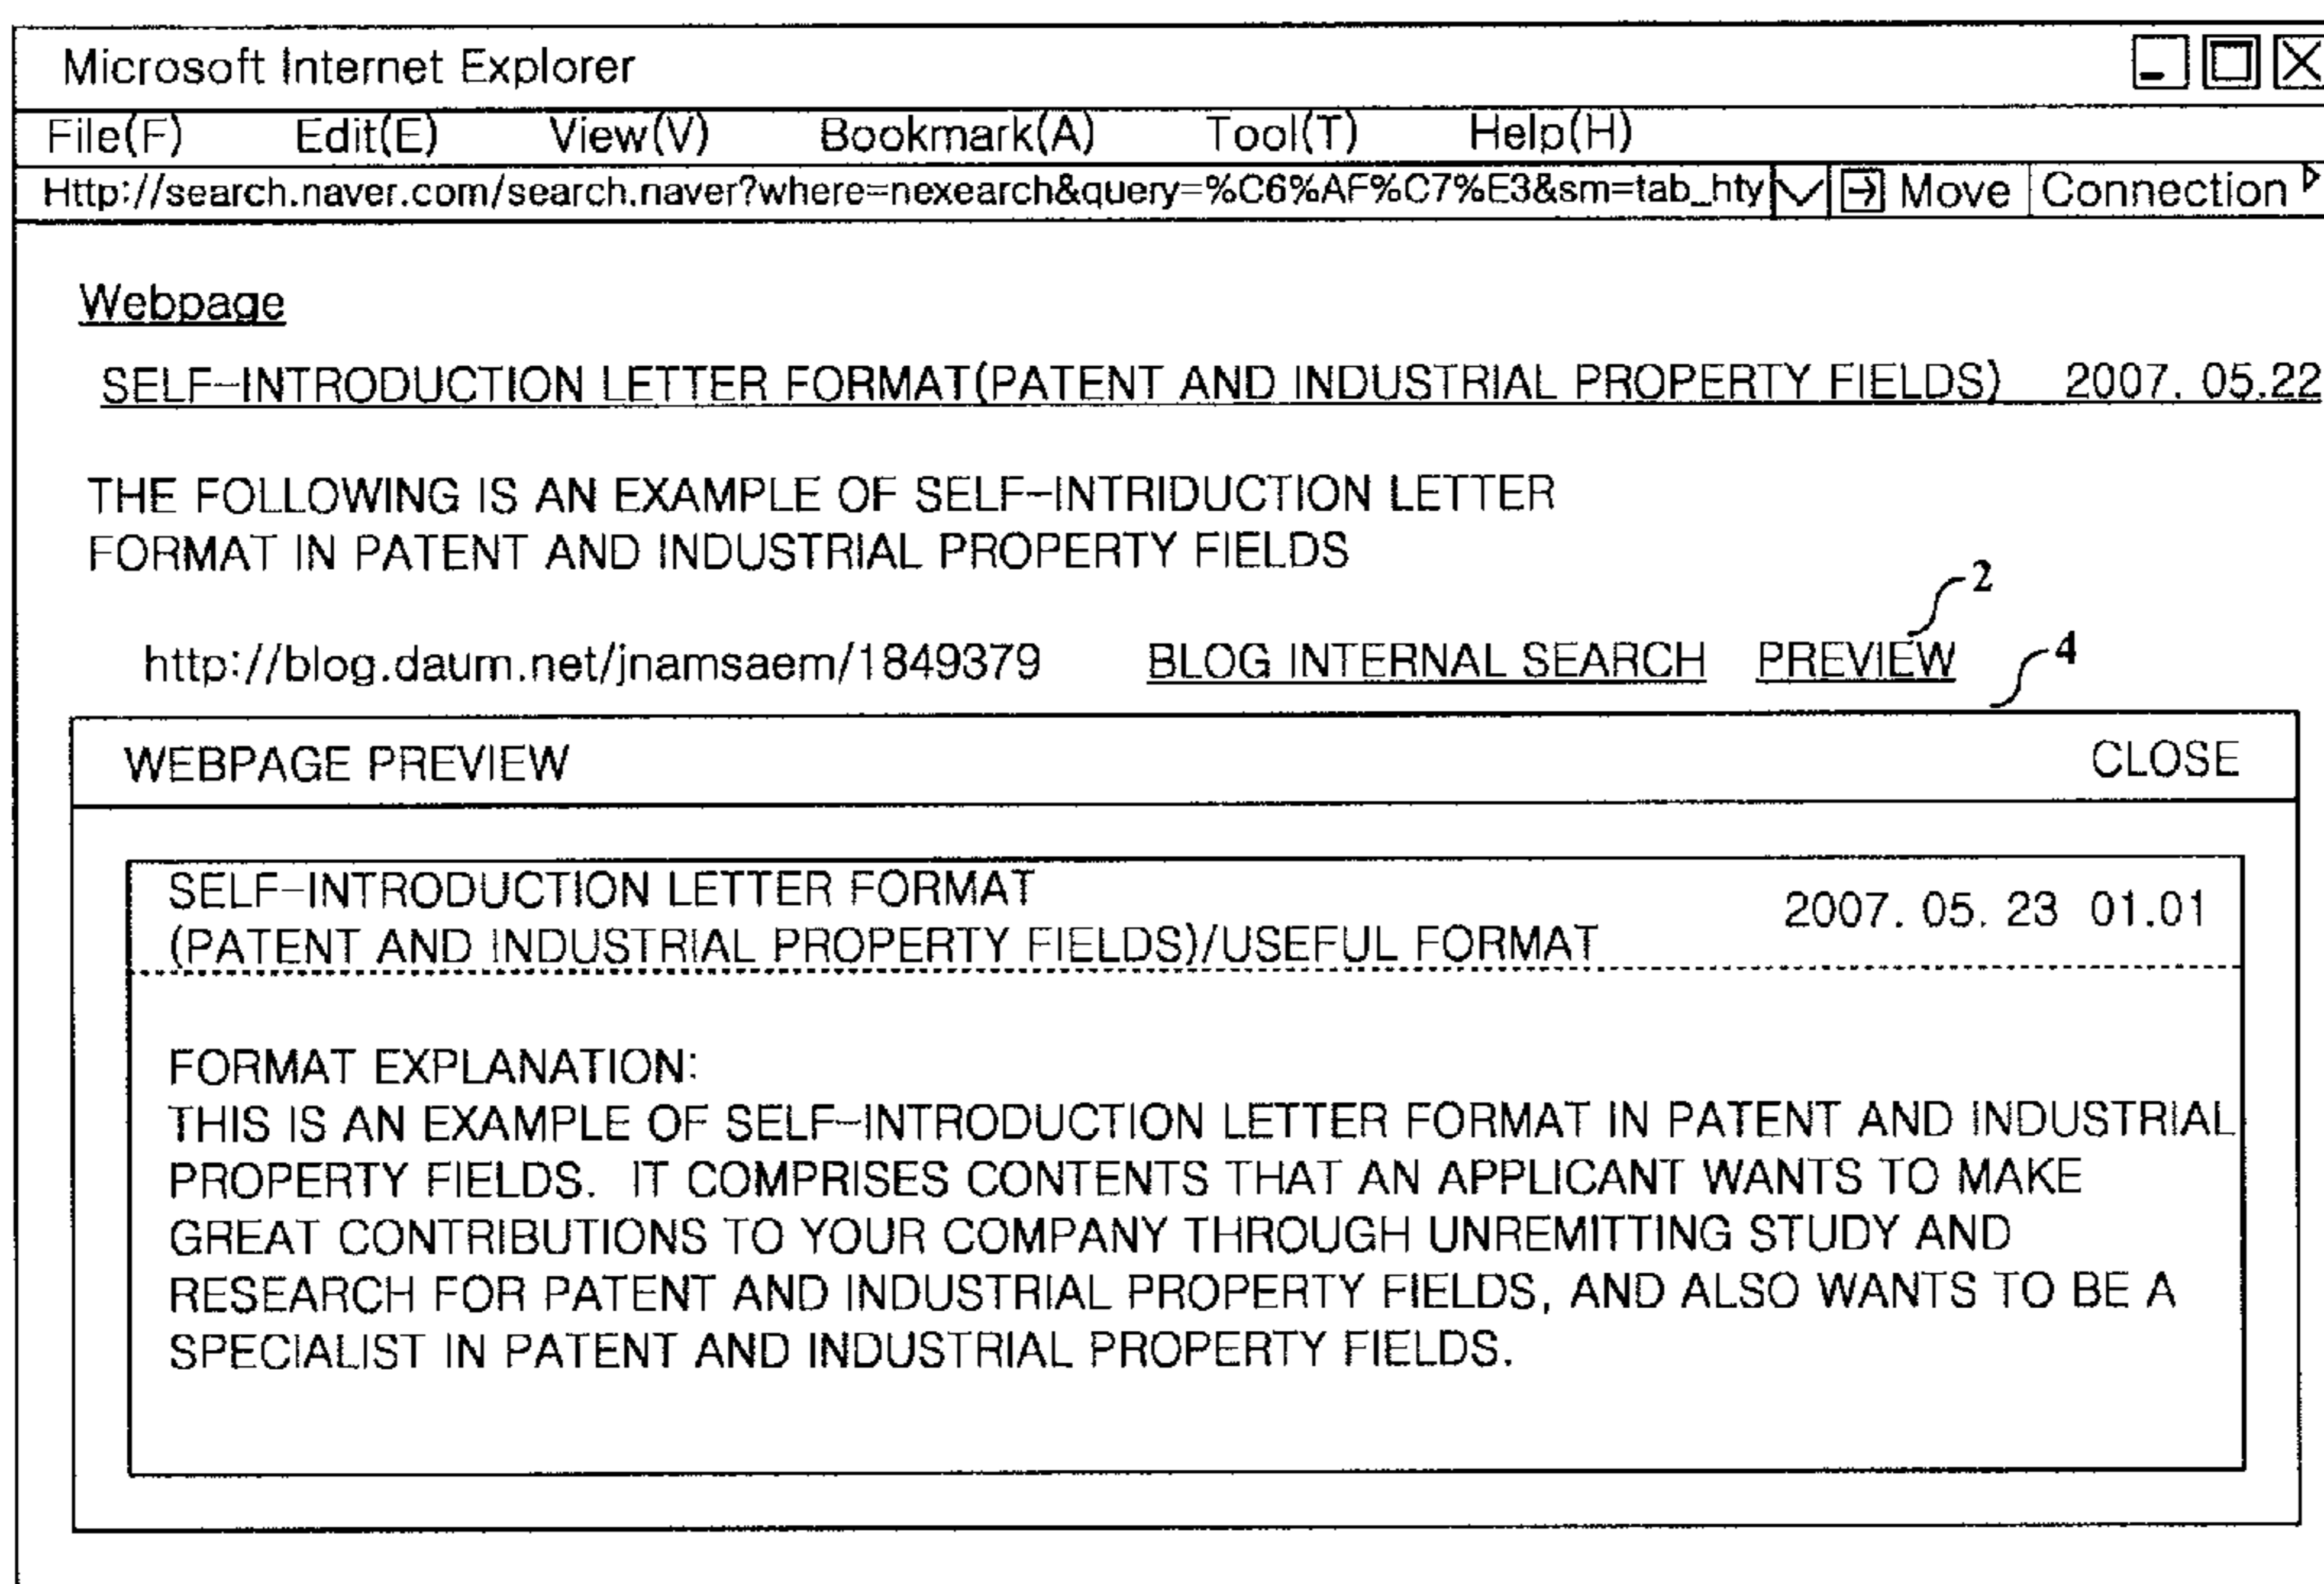 Microsoft Internet Explorer
File(F) Edit(E) View(V) Bookmark(A) Tool(T) Help(H)
Http://search.naver.com/search.naver?where=nexearch&query=%C6%AF%C7%E3&sm=tab_hty Move Connection
Webpage
SELF-INTRODUCTION LETTER FORMAT(PATENT AND INDUSTRIAL PROPERTY FIELDS) 2007. 05.22
THE FOLLOWING IS AN EXAMPLE OF SELF-INTRIDUCTION LETTER
FORMAT IN PATENT AND INDUSTRIAL PROPERTY FIELDS
2
http://blog.daum.net/jnamsaem/1849379 BLOG INTERNAL SEARCH PREVIEW 4
WEBPAGE PREVIEW CLOSE
SELF-INTRODUCTION LETTER FORMAT
(PATENT AND INDUSTRIAL PROPERTY FIELDS)/USEFUL FORMAT 2007. 05. 23 01.01
FORMAT EXPLANATION:
THIS IS AN EXAMPLE OF SELF-INTRODUCTION LETTER FORMAT IN PATENT AND INDUSTRIAL
PROPERTY FIELDS. IT COMPRISES CONTENTS THAT AN APPLICANT WANTS TO MAKE
GREAT CONTRIBUTIONS TO YOUR COMPANY THROUGH UNREMITTING STUDY AND
RESEARCH FOR PATENT AND INDUSTRIAL PROPERTY FIELDS, AND ALSO WANTS TO BE A
SPECIALIST IN PATENT AND INDUSTRIAL PROPERTY FIELDS.